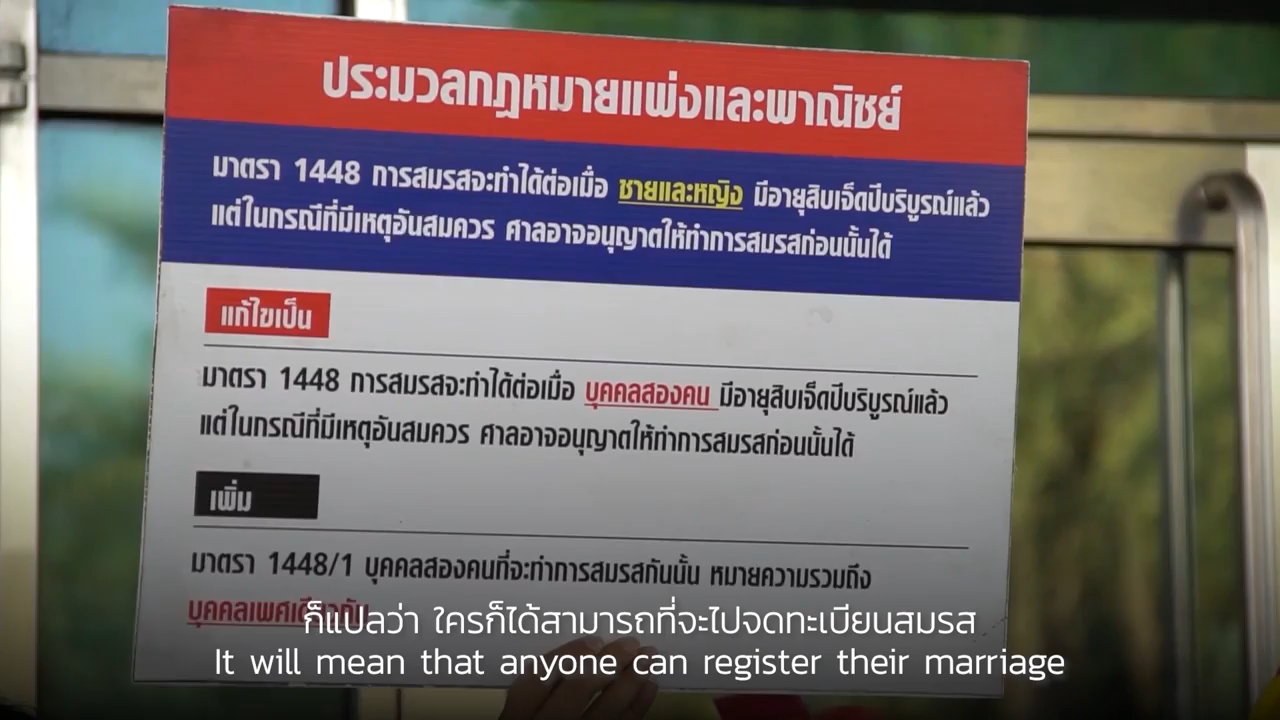 ประมวลกฎหมายแพ่งและพาณิชย์
มาตรา 1448 การสมรสจะทำได้ต่อเมื่อ ชายและหญิง มีอายุสิบเจ็ดปีบริบูรณ์แล้ว
แต่ในกรณีที่มีเหตุอันสมควร ศาลอาจอนุญาตให้ทำการสมรสก่อนนั้นได้
แก้ไขเป็น
มาตรา 1448 การสมรสจะทำได้ต่อเมื่อ บุคคลสองคน มีอายุสิบเจ็ดปีบริบูรณ์แล้ว
แต่ในกรณีที่มีเหตุอันสมควร ศาลอาจอนุญาตให้ทำการสมรสก่อนนั้นได้
เพิ่ม
มาตรา 1448/1 บุคคลสองคนที่จะทำการสมรสกันนั้น หมายความรวมถึง
บุคคลเพศเดียวกัน
ก็แปลว่า ใครก็ได้สามารถที่จะไปจดทะเบียนสมรส
It will mean that anyone can register their marriage